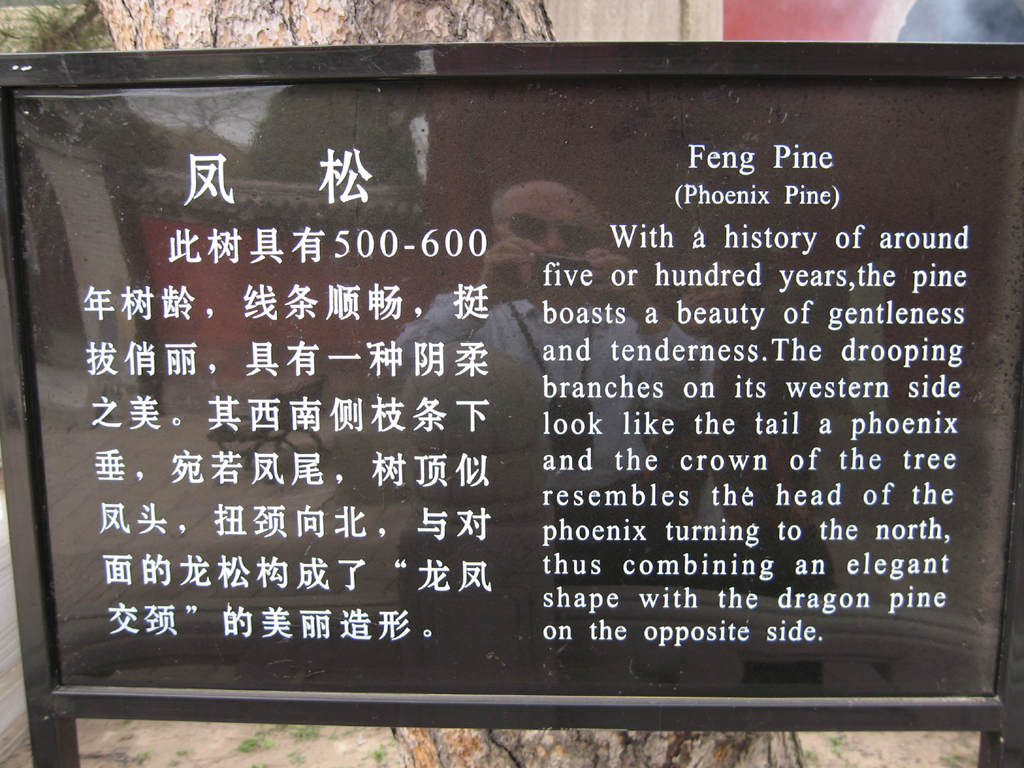 凤 松
此树具有500-600
年树龄，线条顺畅，挺
拔俏丽，具有一种阴柔
之美。其西南侧枝条下
垂，宛若凤尾，树顶似
凤头，扭颈向北，与对
面的龙松构成了“龙凤
交颈”的美丽造形。
Feng Pine
(Phoenix Pine)
With a history of around
five or hundred years,the pine
boasts a beauty of gentleness
and tenderness.The drooping
branches on its western side
look like the tail a phoenix
and the crown of the tree
resembles the head of the
phoenix turning to the north,
thus combining an elegant
shape with the dragon pine
on the opposite side.